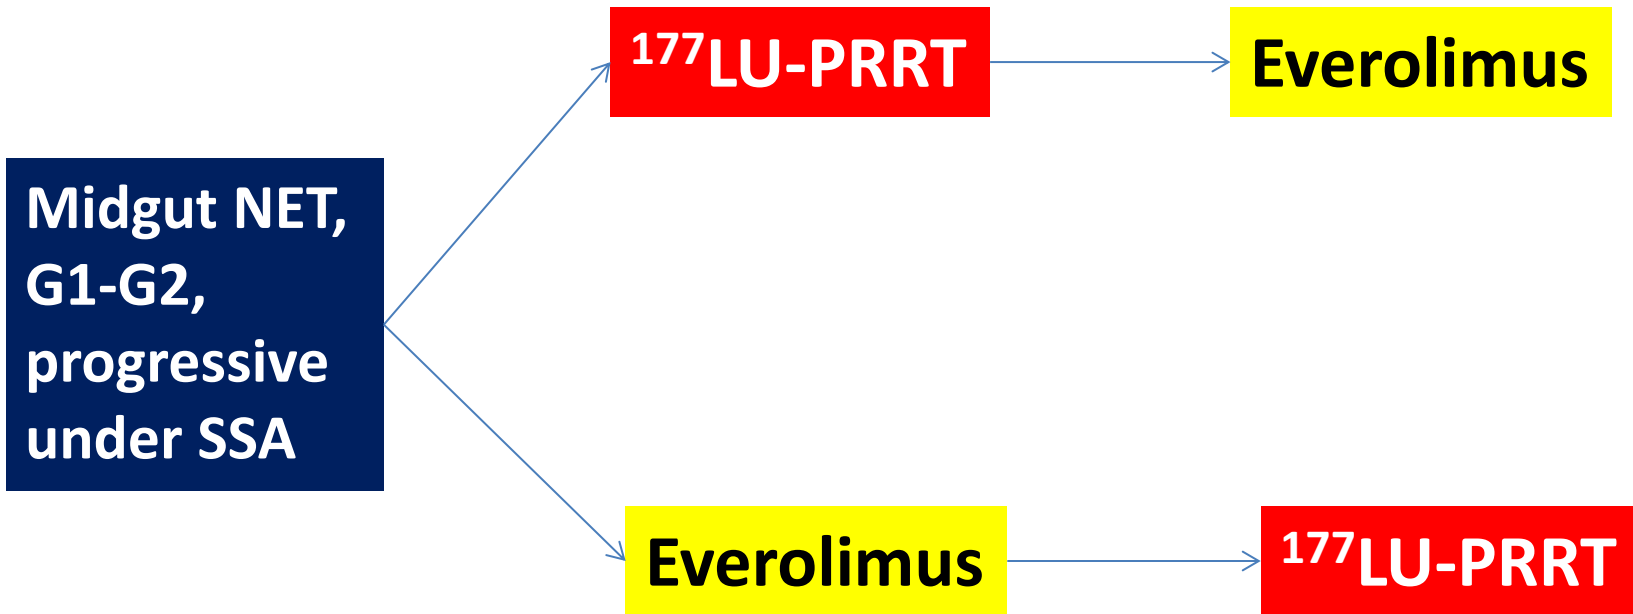 ¹⁷⁷LU-PRRT
Everolimus
Midgut NET,
G1-G2,
progressive
under SSA
Everolimus
¹⁷⁷LU-PRRT